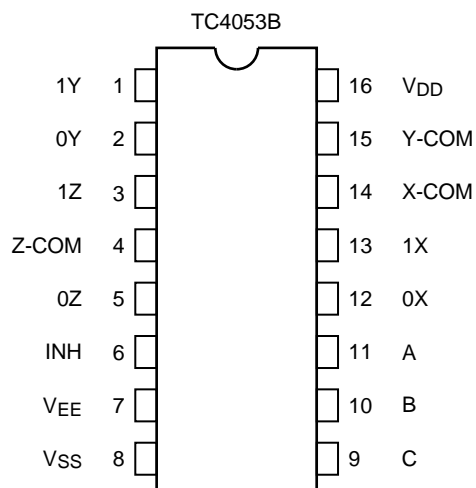 TC4053B
1Y 1 16 VDD
0Y 2 15 Y-COM
1Z 3 14 X-COM
Z-COM 4 13 1X
0Z 5 12 0X
INH 6 11 A
VEE 7 10 B
VSS 8 9 C